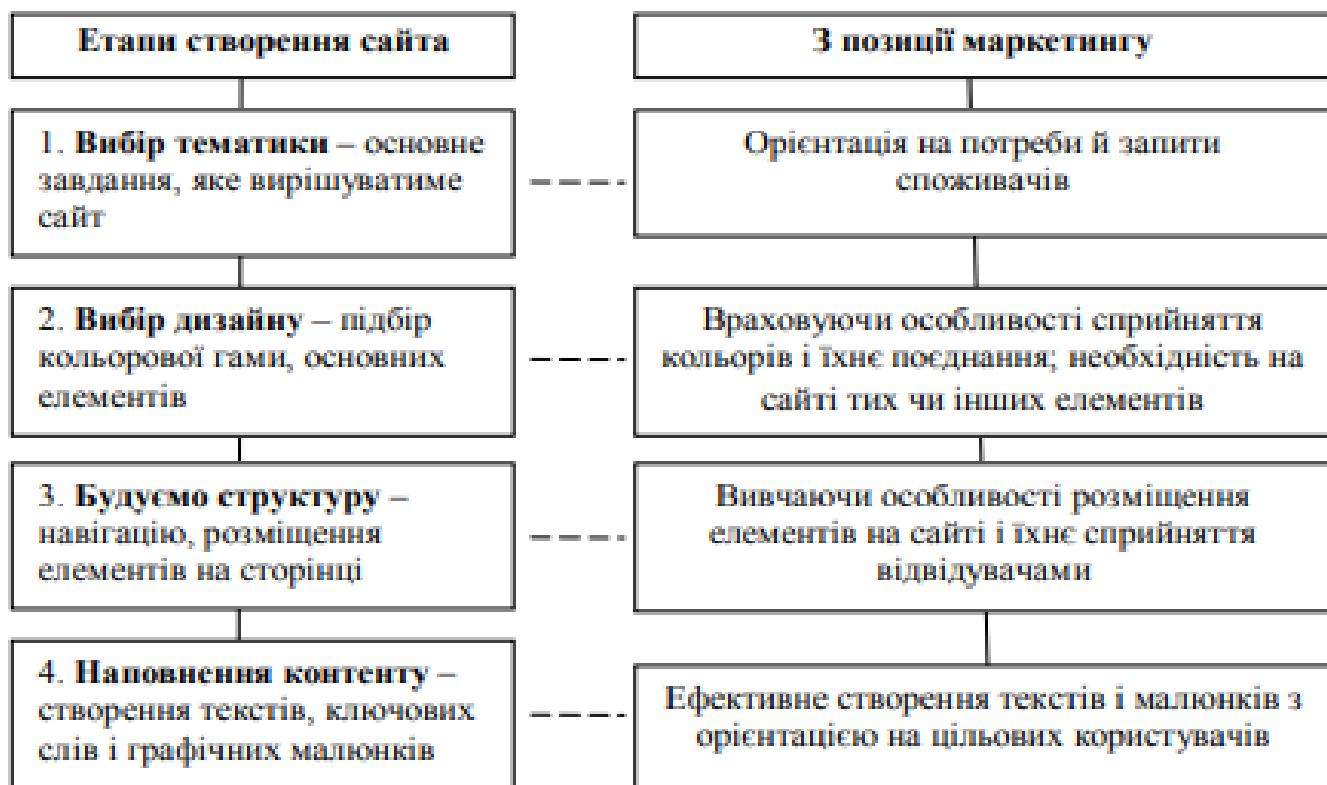 Етапи створення сайта
З позиції маркетингу
1. Вибір тематики – основне
завдання, яке вирішуватиме
сайт
Орієнтація на потреби й запити
споживачів
2. Вибір дизайну – підбір
кольорової гами, основних
елементів
Враховуючи особливості сприйняття
кольорів і їхнє поєднання; необхідність на
сайті тих чи інших елементів
3. Будуємо структуру –
навігацію, розміщення
елементів на сторінці
Вивчаючи особливості розміщення
елементів на сайті і їхнє сприйняття
відвідувачами
4. Наповнення контенту –
створення текстів, ключових
слів і графічних малюнків
Ефективне створення текстів і малюнків з
орієнтацією на цільових користувачів